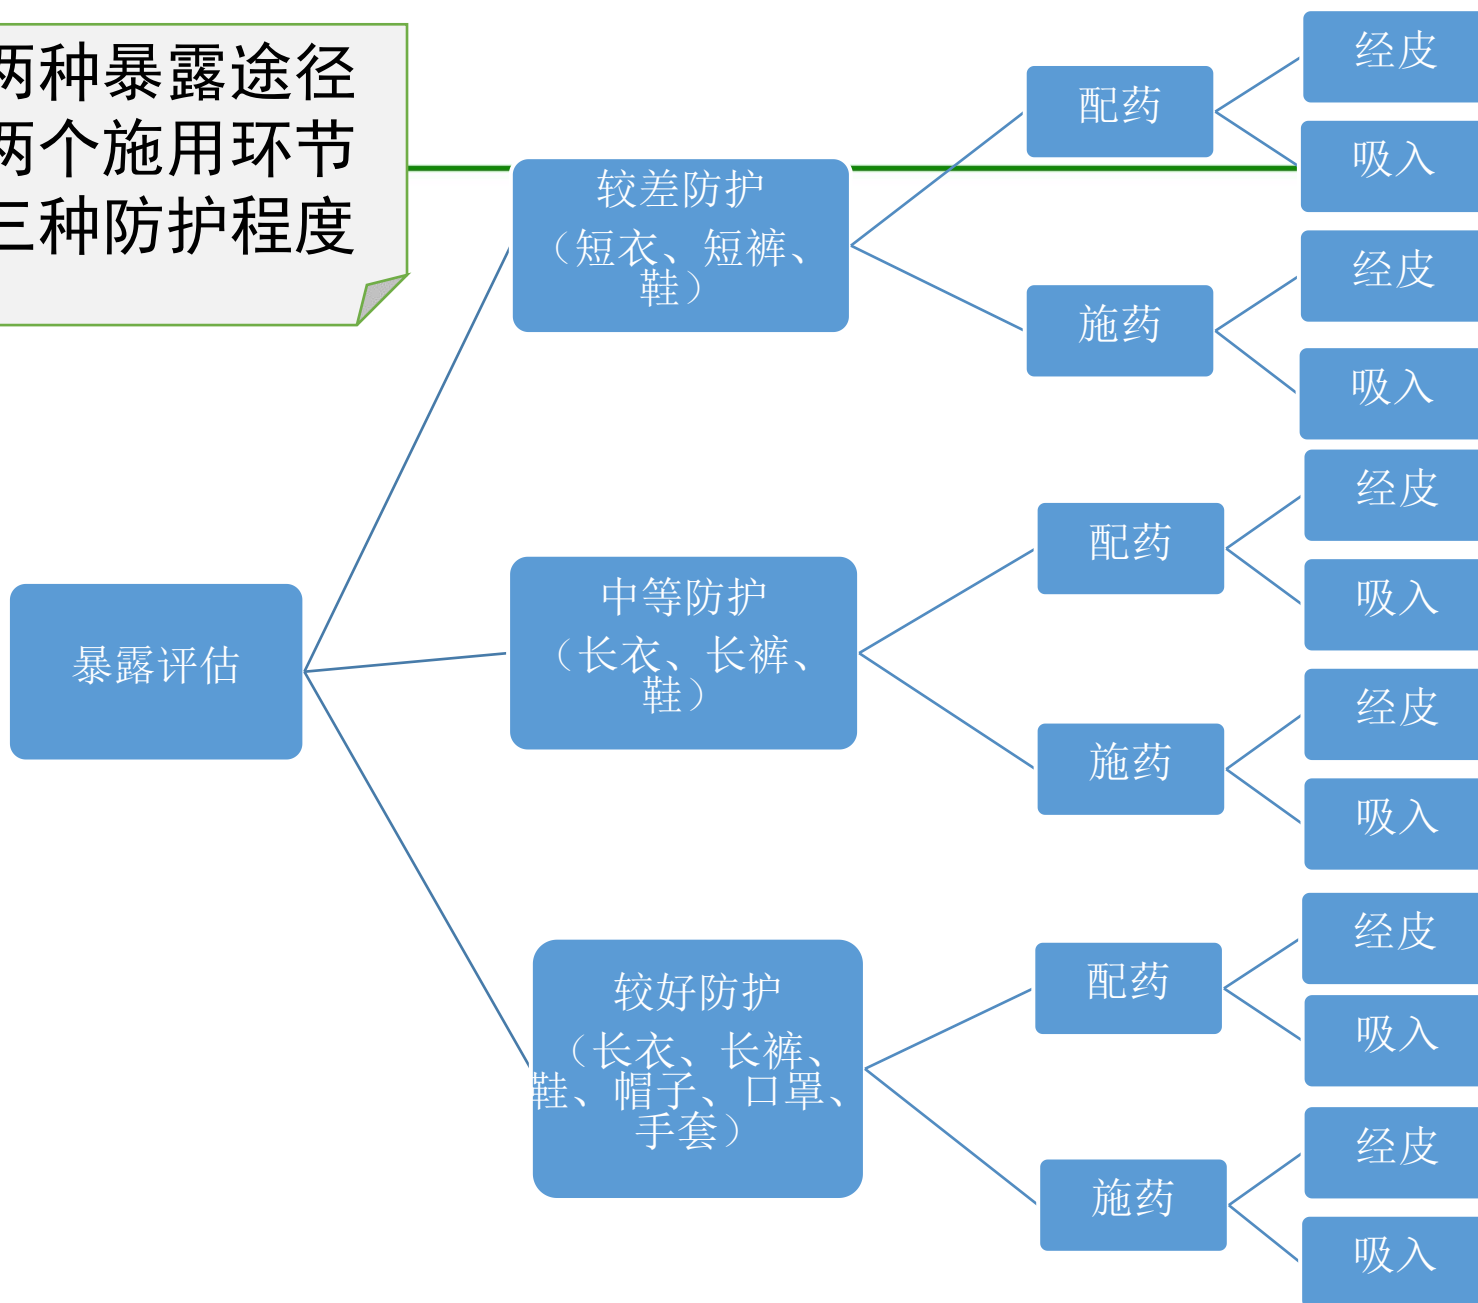 两种暴露途径
两个施用环节
三种防护程度
暴露评估
较差防护
（短衣、短裤、
鞋）
配药
经皮
吸入
施药
经皮
吸入
中等防护
（长衣、长裤、
鞋）
配药
经皮
吸入
施药
经皮
吸入
较好防护
（长衣、长裤、
鞋、帽子、口罩、
手套）
配药
经皮
吸入
施药
经皮
吸入